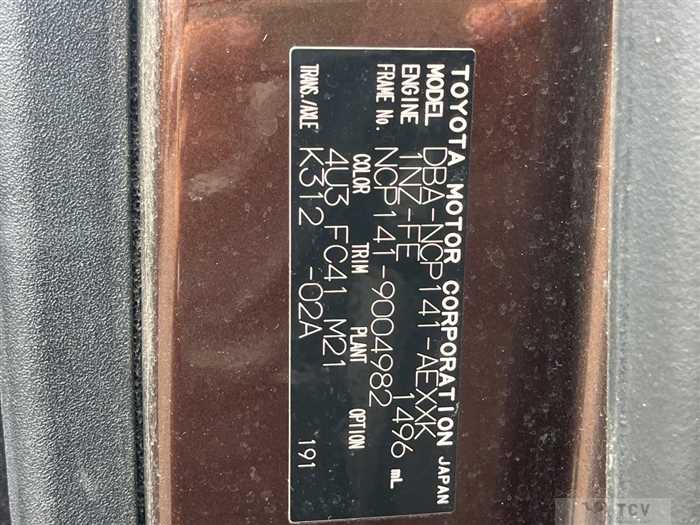 TOYOTA MOTOR CORPORATION JAPAN
MODEL DBA-NCP141-AEXXK
ENGINE 1NZ-FE 1496 mL
FRAME No. NCP141-9004982
COLOR TRIM PLANT OPTION
4U3 FC41 M21
TRANS./AXLE K312 -02A 191
TCV